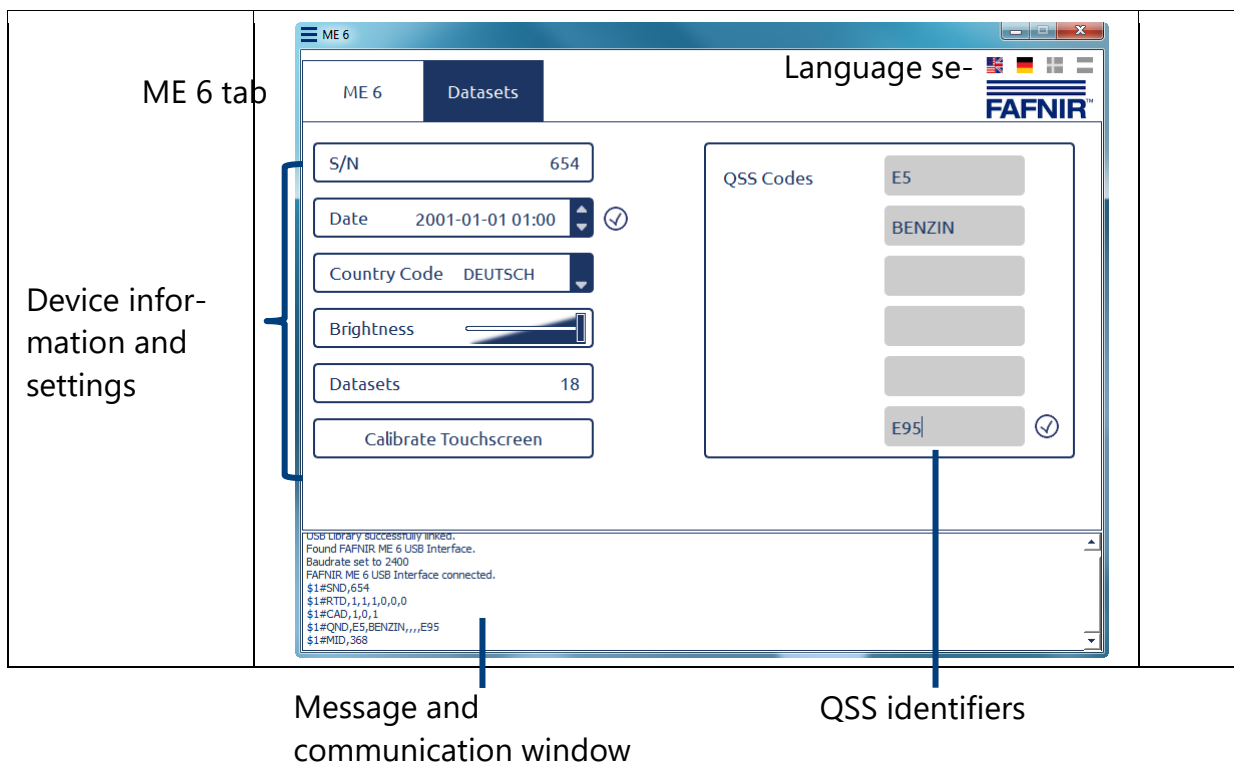 ME 6
Language se-
ME 6 tab
ME 6
Datasets
FAFNIR™
S/N 654
Date 2001-01-01 01:00
Country Code DEUTSCH
Brightness
Datasets 18
Calibrate Touchscreen
QSS Codes
E5
BENZIN
E95
Device infor-
mation and
settings
USB Library successfully linked.
Found FAFNIR ME 6 USB Interface.
Baudrate set to 2400
FAFNIR ME 6 USB Interface connected.
$1#SND,654
$1#RTD,1,1,1,0,0,0
$1#CAD,1,0,1
$1#QND,E5,BENZIN,,,,E95
$1#MID,368
Message and
communication window
QSS identifiers